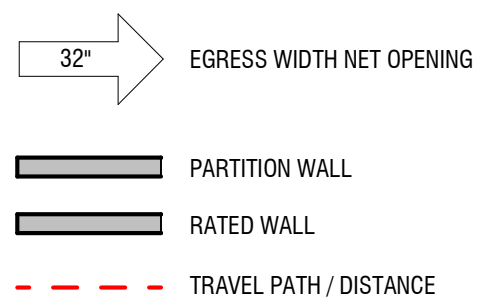 32" EGRESS WIDTH NET OPENING
PARTITION WALL
RATED WALL
TRAVEL PATH / DISTANCE